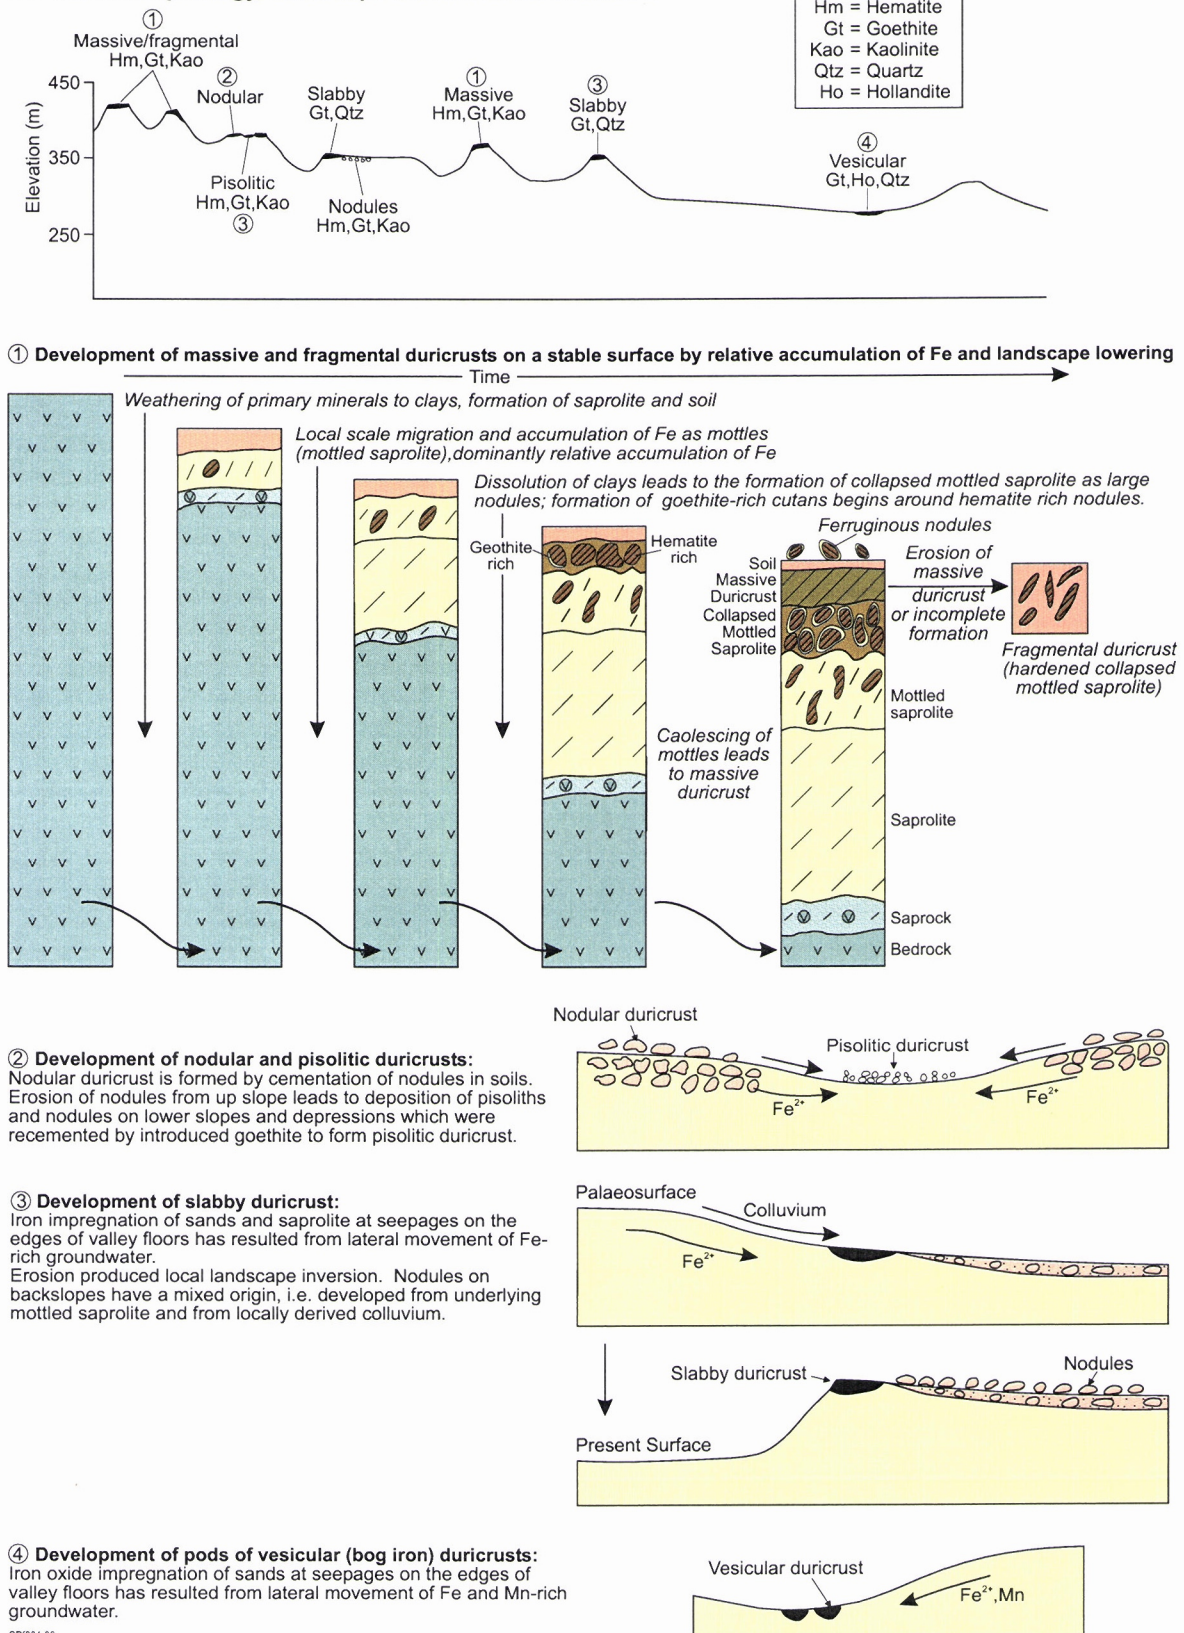 Hm = Hematite
Gt = Goethite
Kao = Kaolinite
Qtz = Quartz
Ho = Hollandite
①
Massive/fragmental
Hm,Gt,Kao
②
Nodular
Slabby
Gt,Qtz
①
Massive
Hm,Gt,Kao
③
Slabby
Gt,Qtz
④
Vesicular
Gt,Ho,Qtz
Pisolitic
Hm,Gt,Kao
③
Nodules
Hm,Gt,Kao
Elevation (m)
450
350
250
① Development of massive and fragmental duricrusts on a stable surface by relative accumulation of Fe and landscape lowering
Time
Weathering of primary minerals to clays, formation of saprolite and soil
Local scale migration and accumulation of Fe as mottles
(mottled saprolite),dominantly relative accumulation of Fe
Dissolution of clays leads to the formation of collapsed mottled saprolite as large
nodules; formation of goethite-rich cutans begins around hematite rich nodules.
Geothite
rich
Hematite
rich
Caolescing of
mottles leads
to massive
duricrust
Ferruginous nodules
Soil
Massive
Duricrust
Collapsed
Mottled
Saprolite
Erosion of
massive
duricrust
or incomplete
formation
Fragmental duricrust
(hardened collapsed
mottled saprolite)
Mottled
saprolite
Saprolite
Saprock
Bedrock
② Development of nodular and pisolitic duricrusts:
Nodular duricrust is formed by cementation of nodules in soils.
Erosion of nodules from up slope leads to deposition of pisoliths
and nodules on lower slopes and depressions which were
recemented by introduced goethite to form pisolitic duricrust.
Nodular duricrust
Pisolitic duricrust
Fe²⁺
Fe²⁺
③ Development of slabby duricrust:
Iron impregnation of sands and saprolite at seepages on the
edges of valley floors has resulted from lateral movement of Fe-
rich groundwater.
Erosion produced local landscape inversion. Nodules on
backslopes have a mixed origin, i.e. developed from underlying
mottled saprolite and from locally derived colluvium.
Palaeosurface
Colluvium
Fe²⁺
Slabby duricrust
Nodules
Present Surface
④ Development of pods of vesicular (bog iron) duricrusts:
Iron oxide impregnation of sands at seepages on the edges of
valley floors has resulted from lateral movement of Fe and Mn-rich
groundwater.
Vesicular duricrust
Fe²⁺,Mn